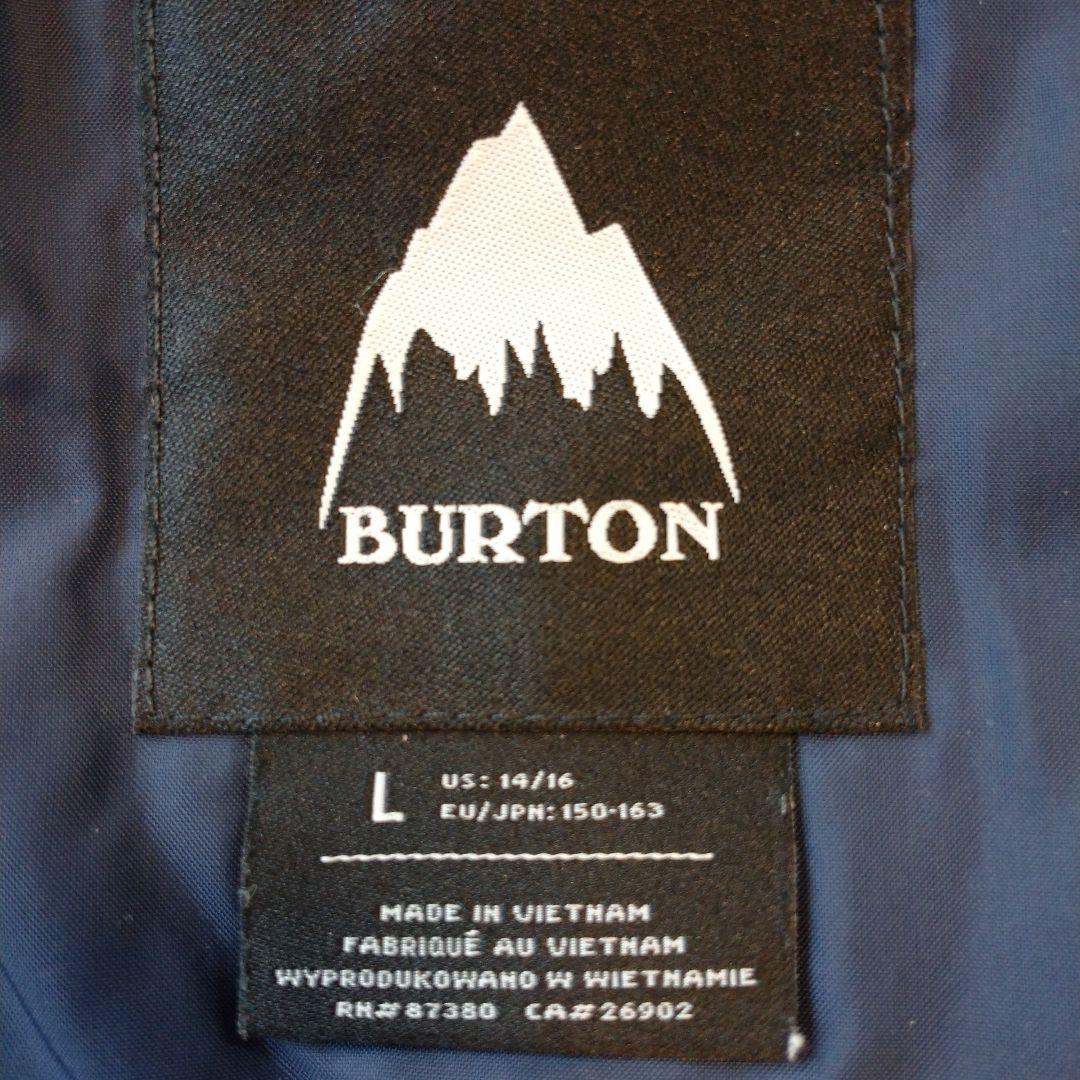 BURTON
L US: 14/16
EU/JPN: 150-163
MADE IN VIETNAM
FABRIQUÉ AU VIETNAM
WYPRODUKOWANO W WIETNAMIE
RN#87380 CA#26902